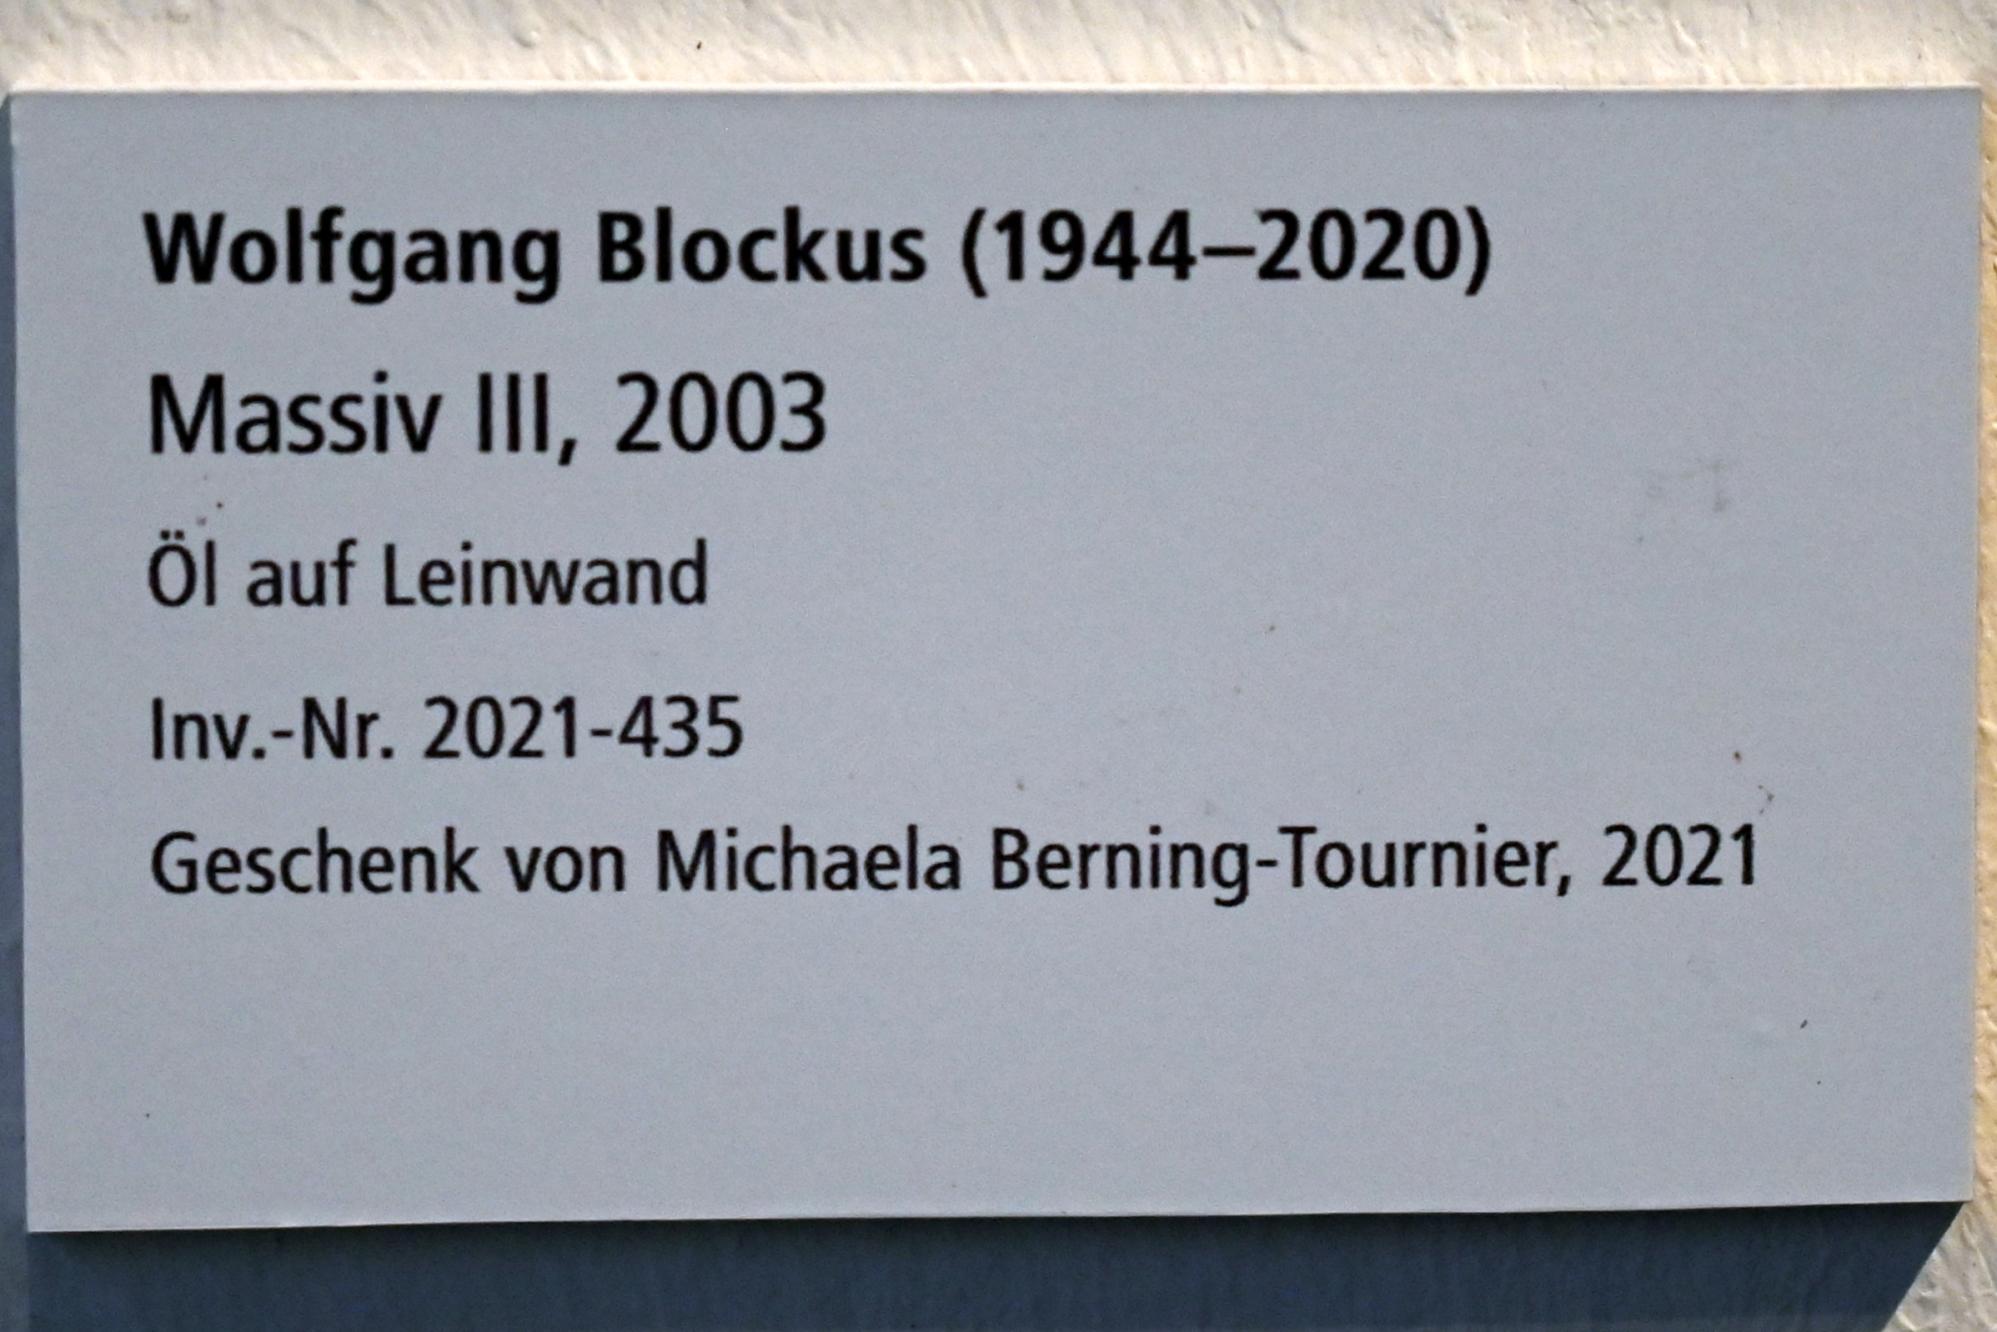 Wolfgang Blockus (1944–2020)
Massiv III, 2003
Öl auf Leinwand
Inv.-Nr. 2021-435
Geschenk von Michaela Berning-Tournier, 2021